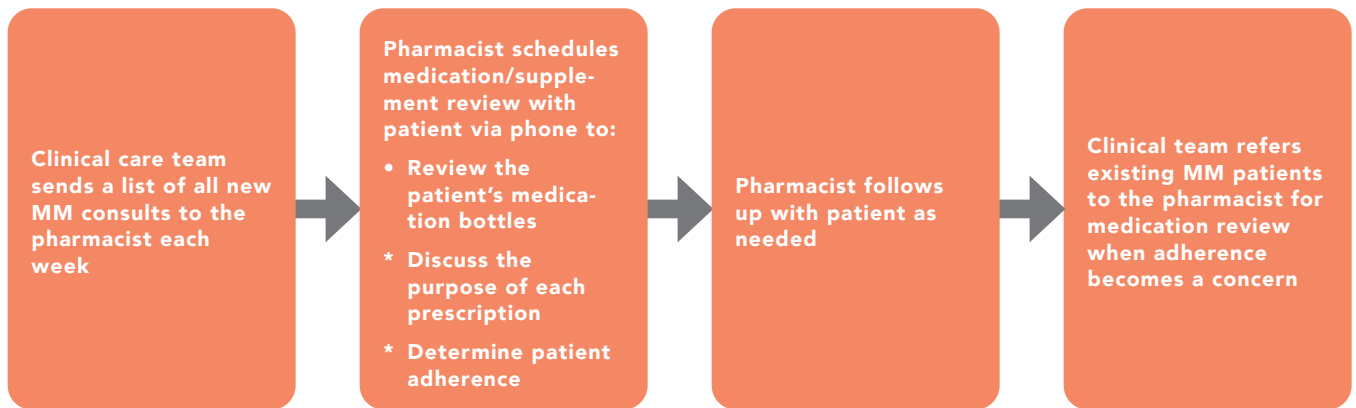 Clinical care team
sends a list of all new
MM consults to the
pharmacist each
week
Pharmacist schedules
medication/supple-
ment review with
patient via phone to:
• Review the
patient’s medica-
tion bottles
* Discuss the
purpose of each
prescription
* Determine patient
adherence
Pharmacist follows
up with patient as
needed
Clinical team refers
existing MM patients
to the pharmacist for
medication review
when adherence
becomes a concern